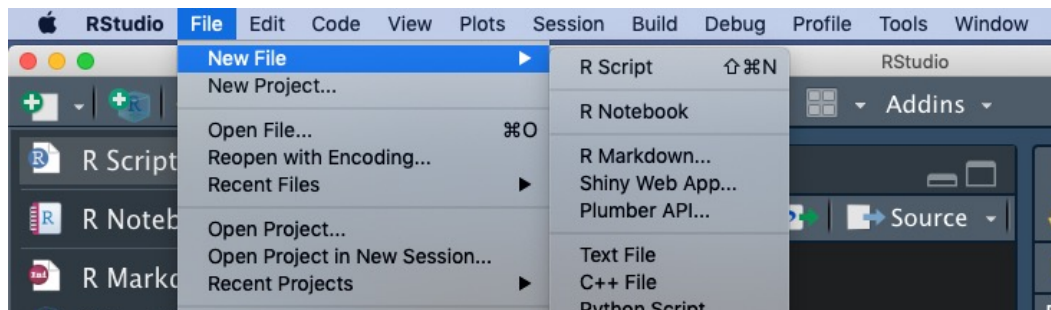 RStudio File Edit Code View Plots Session Build Debug Profile Tools Window
RStudio
New File
New Project...
Open File... ⌘O
Reopen with Encoding...
Recent Files
Open Project...
Open Project in New Session...
Recent Projects
R Script ⇧⌘N
R Notebook
R Markdown...
Shiny Web App...
Plumber API...
Text File
C++ File
Python Script
Addins
Source
R Script
R Noteb
R Markd